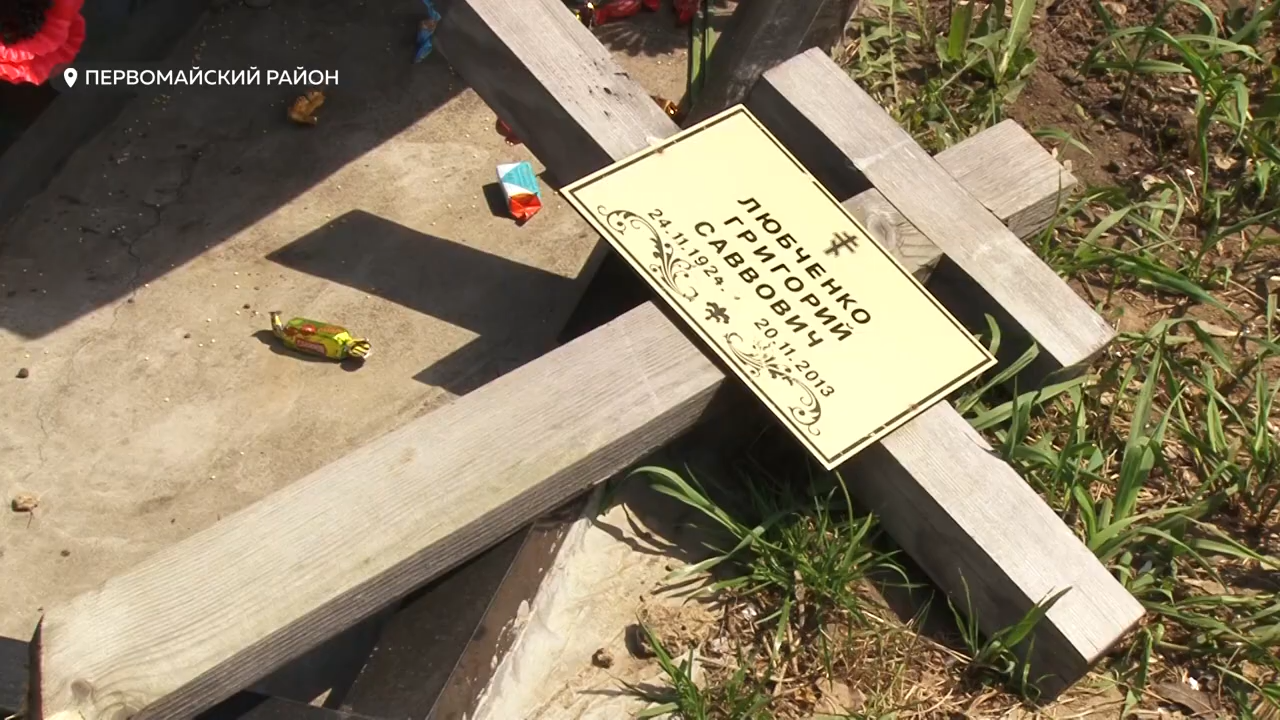 ПЕРВОМАЙСКИЙ РАЙОН
ЛЮБЧЕНКО
ГРИГОРИЙ
САВВОВИЧ
24.11.1924. 20.11.2013